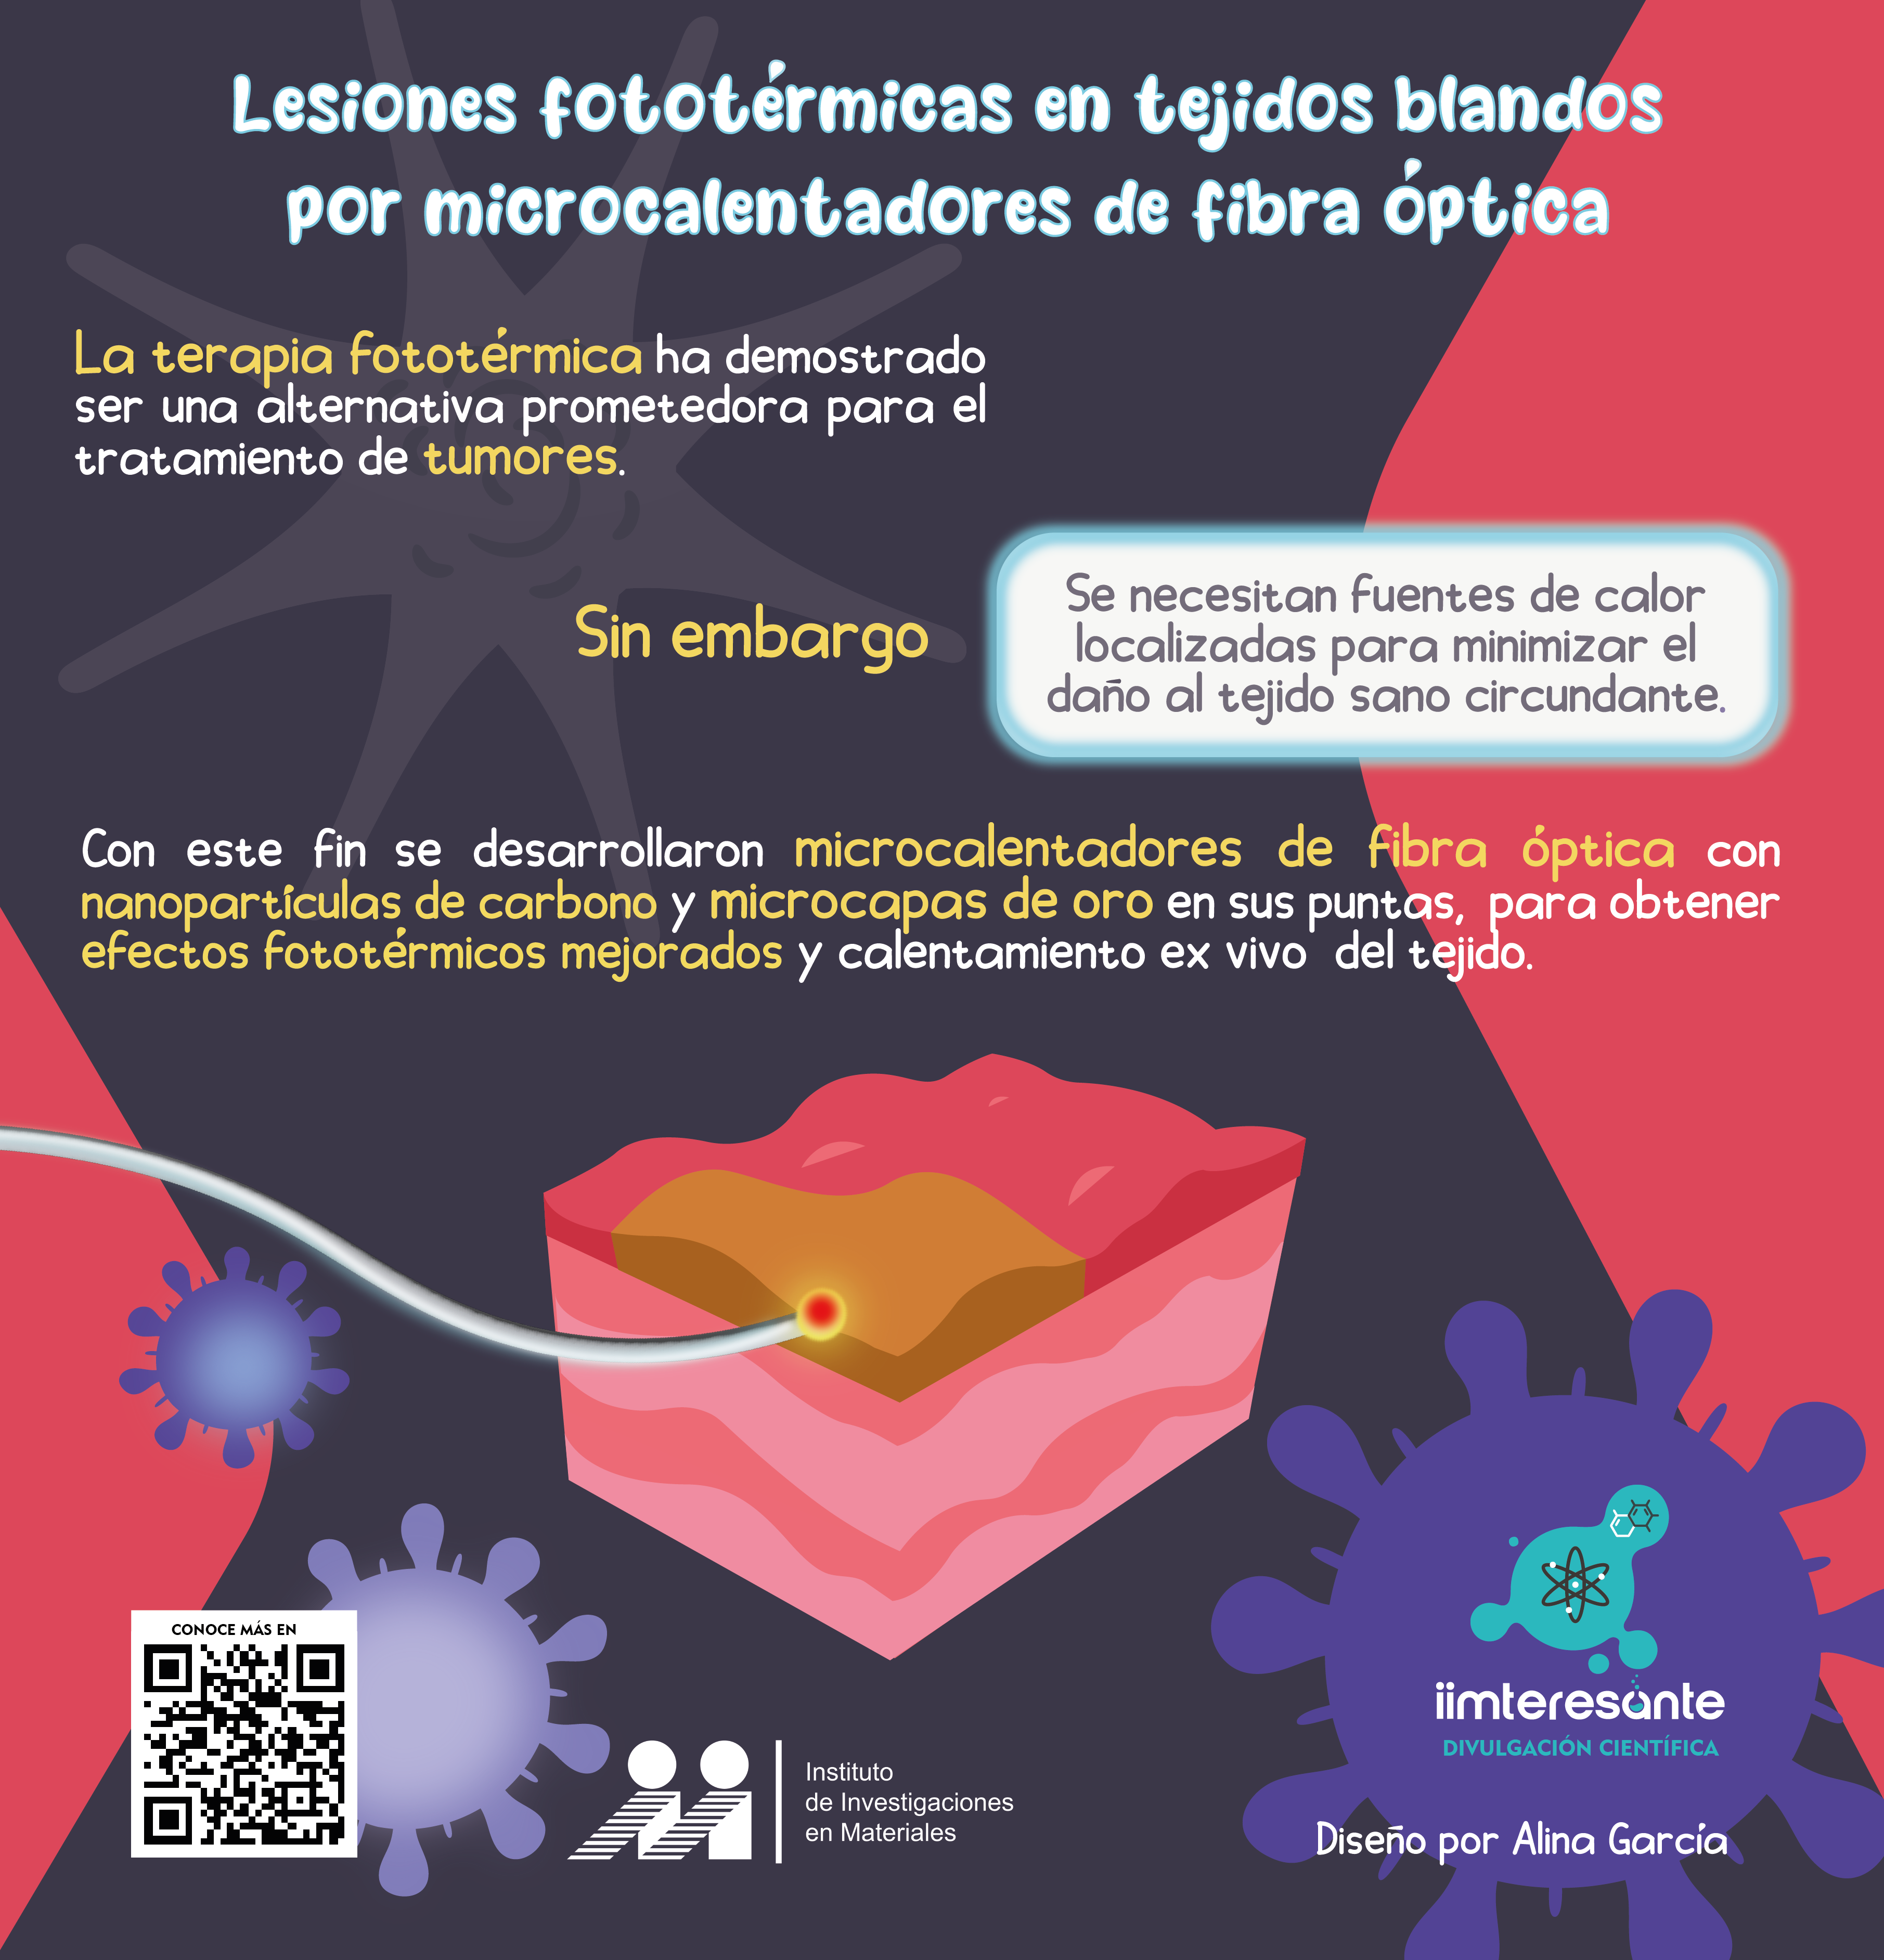 Lesiones fototérmicas en tejidos blandos
por microcalentadores de fibra óptica
La terapia fototérmica ha demostrado
ser una alternativa prometedora para el
tratamiento de tumores.
Sin embargo
Se necesitan fuentes de calor
localizadas para minimizar el
daño al tejido sano circundante.
Con este fin se desarrollaron microcalentadores de fibra óptica con
nanopartículas de carbono y microcapas de oro en sus puntas, para obtener
efectos fototérmicos mejorados y calentamiento ex vivo del tejido.
CONOCE MÁS EN
Instituto
de Investigaciones
en Materiales
iimteresante
DIVULGACIÓN CIENTÍFICA
Diseño por Alina García